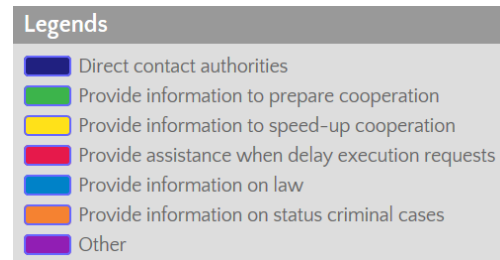 Legends
Direct contact authorities
Provide information to prepare cooperation
Provide information to speed-up cooperation
Provide assistance when delay execution requests
Provide information on law
Provide information on status criminal cases
Other